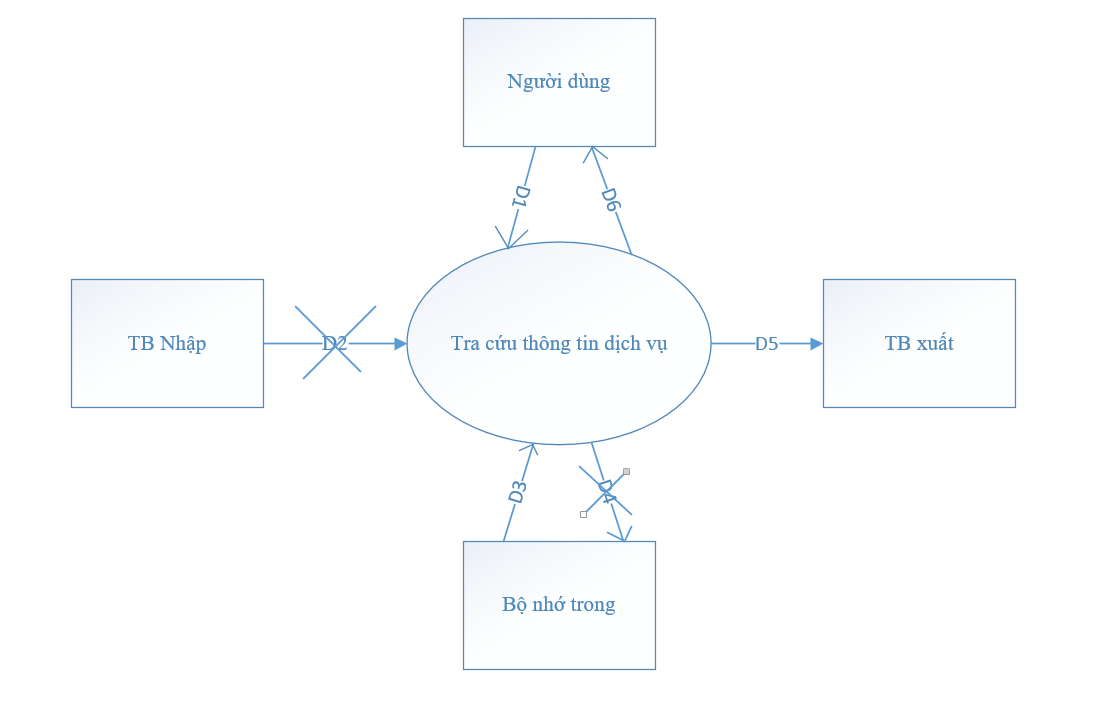 Người dùng
D1
D6
TB Nhập
D2
Tra cứu thông tin dịch vụ
D5
TB xuất
D3
D4
Bộ nhớ trong